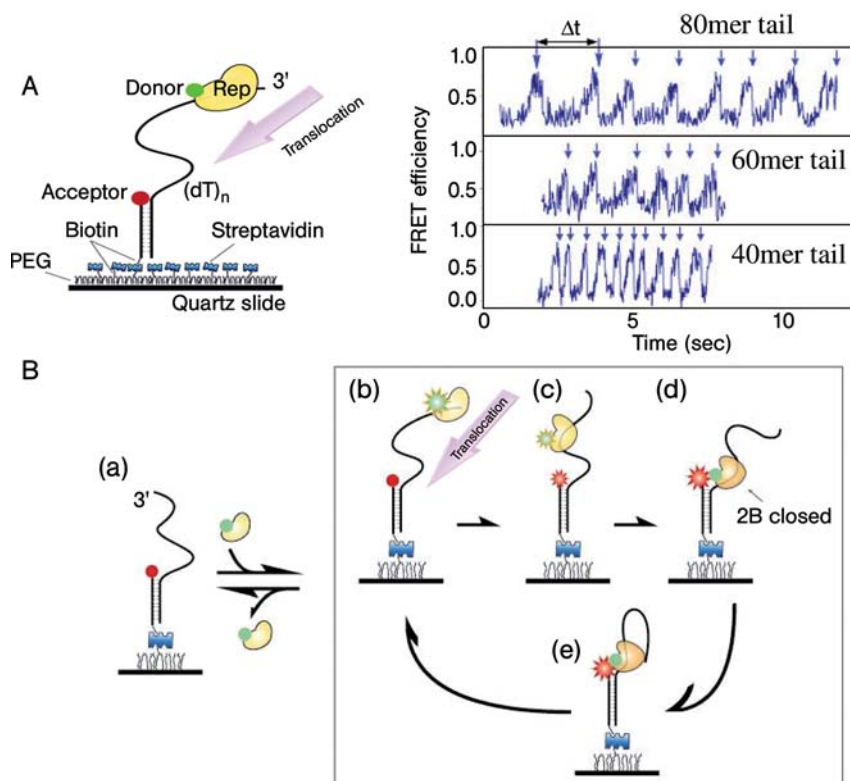 A
Donor
Rep
3'
Translocation
(dT)n
Acceptor
Biotin
Streptavidin
PEG
Quartz slide
80mer tail
Δt
1.0
0.5
60mer tail
1.0
0.5
40mer tail
1.0
0.5
0.0
FRET efficiency
0 5 10
Time (sec)
B
(a)
3'
(b)
Translocation
(c)
(d)
2B closed
(e)